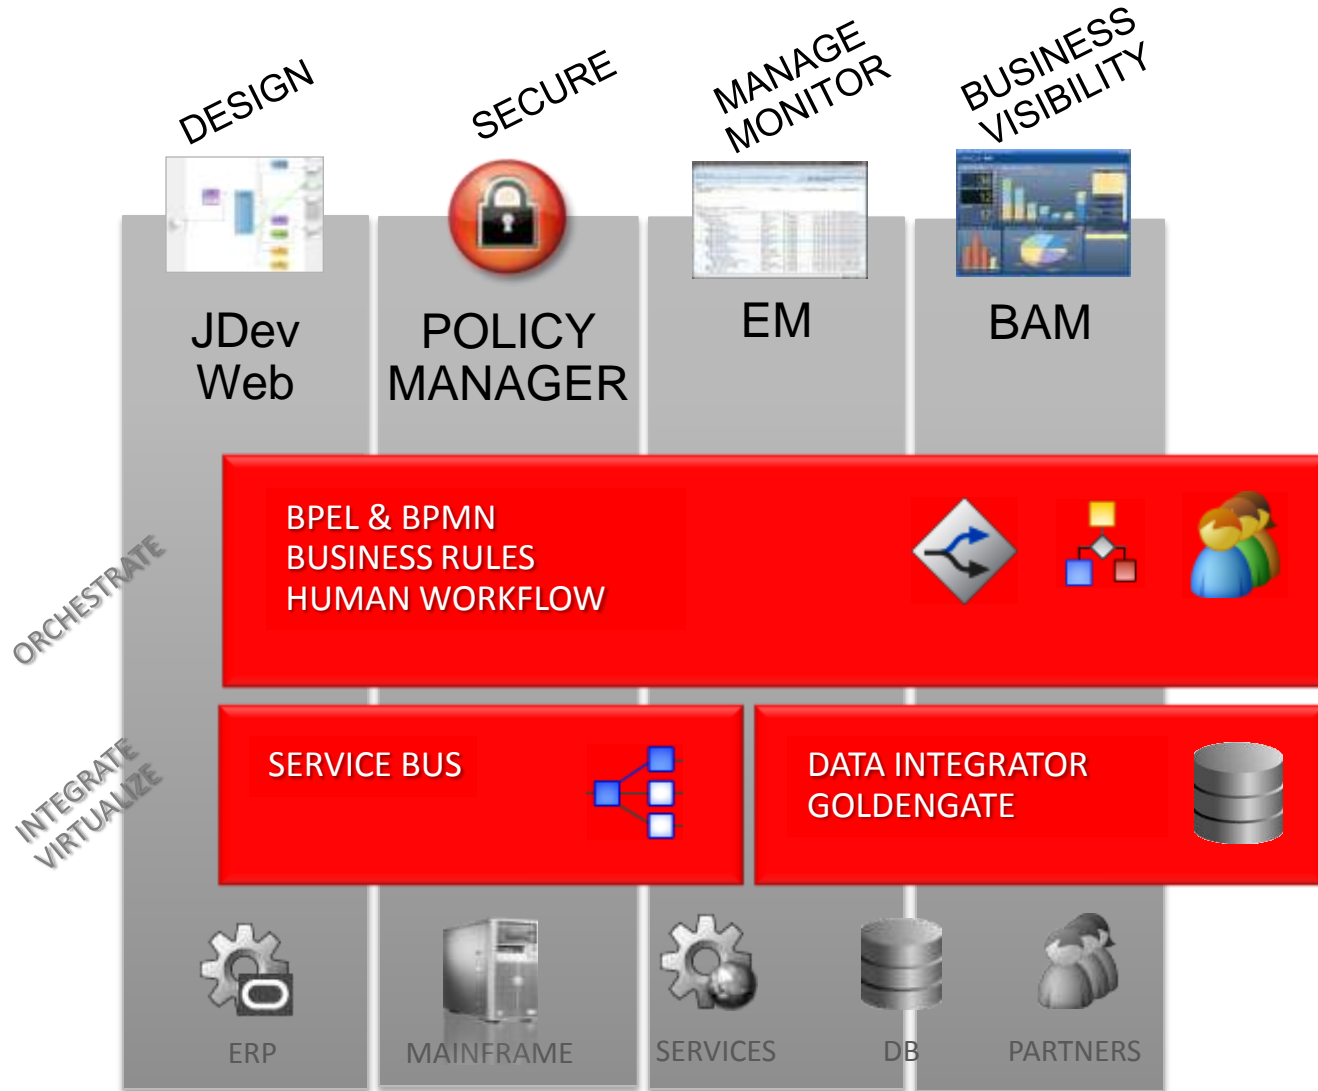 DESIGN
SECURE
MANAGE
MONITOR
BUSINESS
VISIBILITY
JDev
Web
POLICY
MANAGER
EM
BAM
ORCHESTRATE
BPEL & BPMN
BUSINESS RULES
HUMAN WORKFLOW
INTEGRATE
VIRTUALIZE
SERVICE BUS
DATA INTEGRATOR
GOLDENGATE
ERP
MAINFRAME
SERVICES
DB
PARTNERS